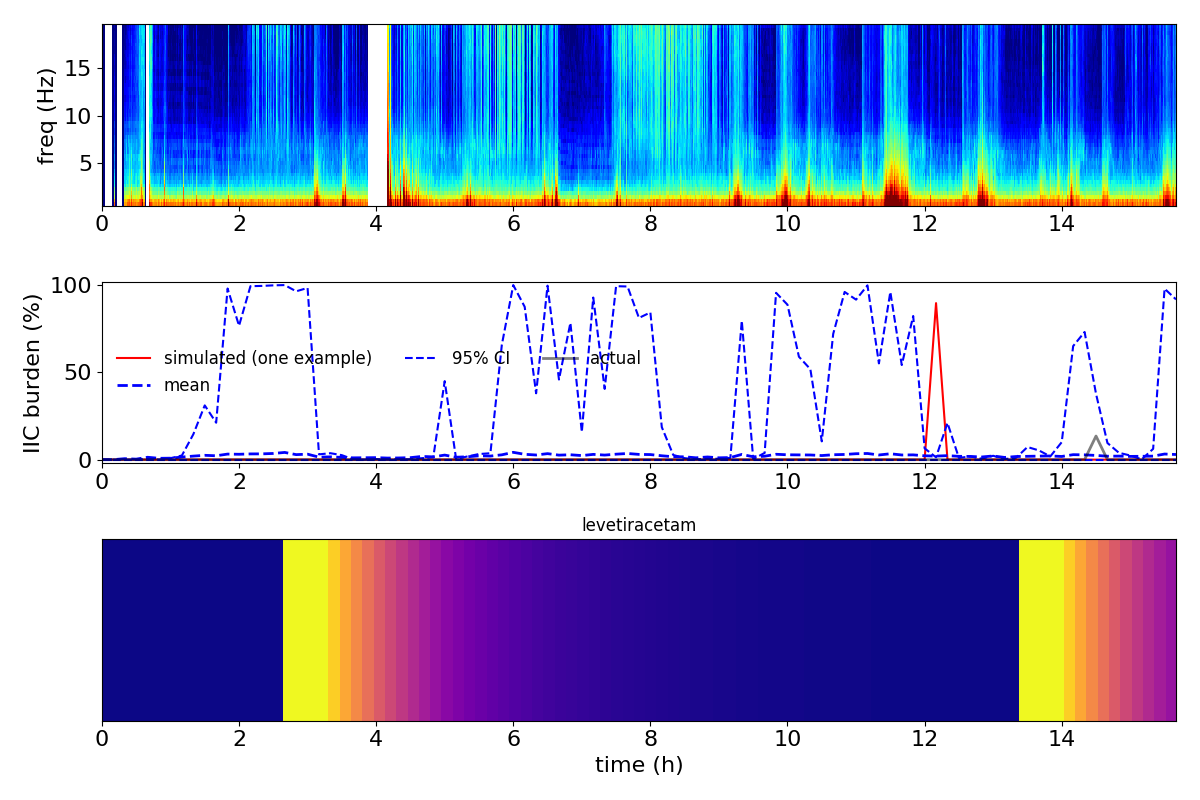 freq (Hz)
15
10
5
0 2 4 6 8 10 12 14
IIC burden (%)
100
50
0
simulated (one example) 95% CI actual
mean
0 2 4 6 8 10 12 14
levetiracetam
0 2 4 6 8 10 12 14
time (h)